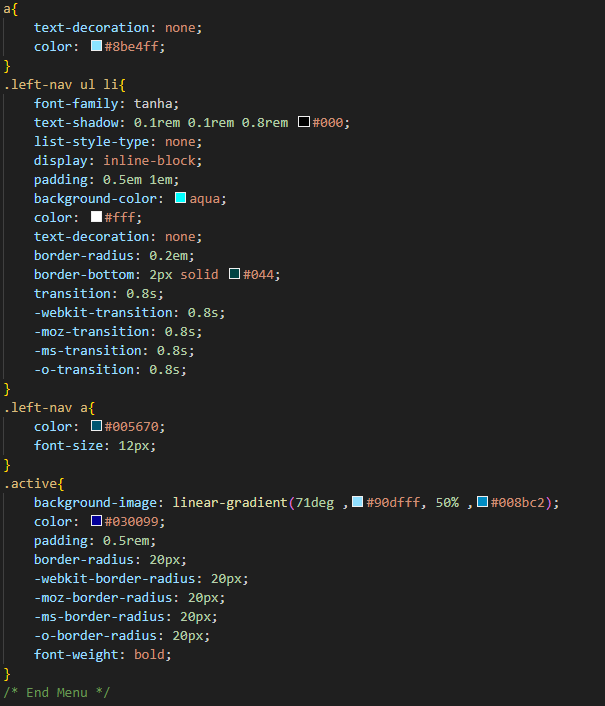 a{
    text-decoration: none;
    color: #8be4ff;
}
.left-nav ul li{
    font-family: tanha;
    text-shadow: 0.1rem 0.1rem 0.8rem #000;
    list-style-type: none;
    display: inline-block;
    padding: 0.5em 1em;
    background-color: aqua;
    color: #fff;
    text-decoration: none;
    border-radius: 0.2em;
    border-bottom: 2px solid #044;
    transition: 0.8s;
    -webkit-transition: 0.8s;
    -moz-transition: 0.8s;
    -ms-transition: 0.8s;
    -o-transition: 0.8s;
}
.left-nav a{
    color: #005670;
    font-size: 12px;
}
.active{
    background-image: linear-gradient(71deg ,#90dfff, 50% ,#008bc2);
    color: #030099;
    padding: 0.5rem;
    border-radius: 20px;
    -webkit-border-radius: 20px;
    -moz-border-radius: 20px;
    -ms-border-radius: 20px;
    -o-border-radius: 20px;
    font-weight: bold;
}
/* End Menu */